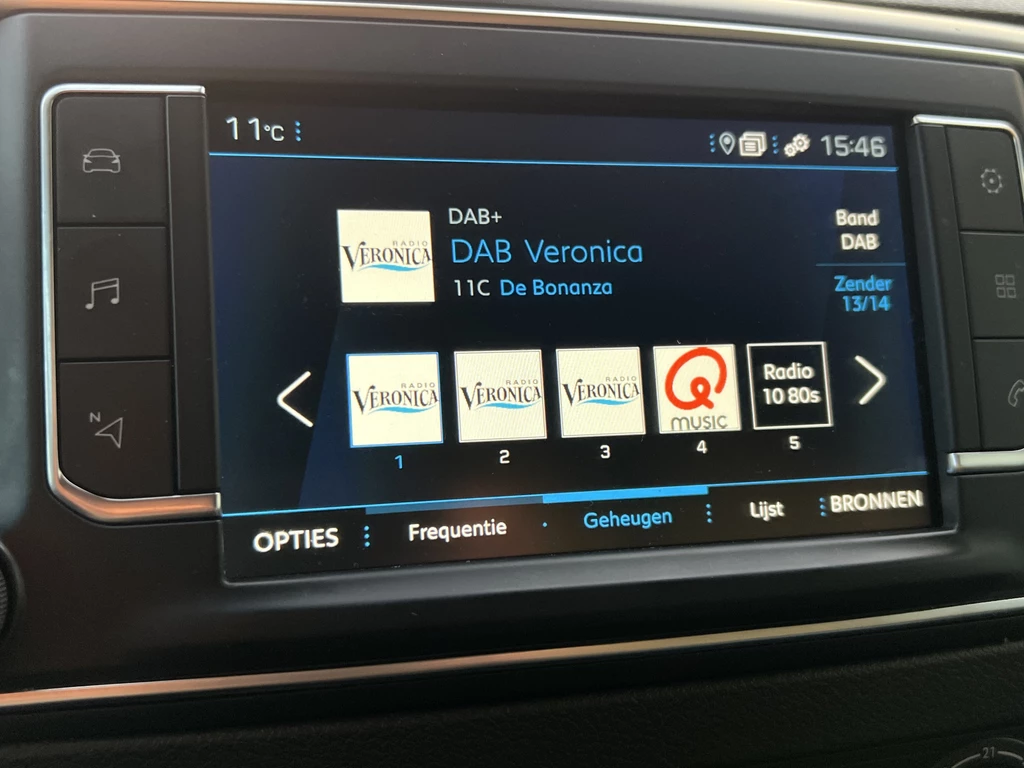 11°C
15:46
RADIO
VERONICA
DAB+
DAB Veronica
11C De Bonanza
Band
DAB
Zender
13/14
RADIO
VERONICA
RADIO
VERONICA
RADIO
VERONICA
Q
MUSIC
Radio
10 80s
1
2
3
4
5
OPTIES
Frequentie
Geheugen
Lijst
BRONNEN
N
21